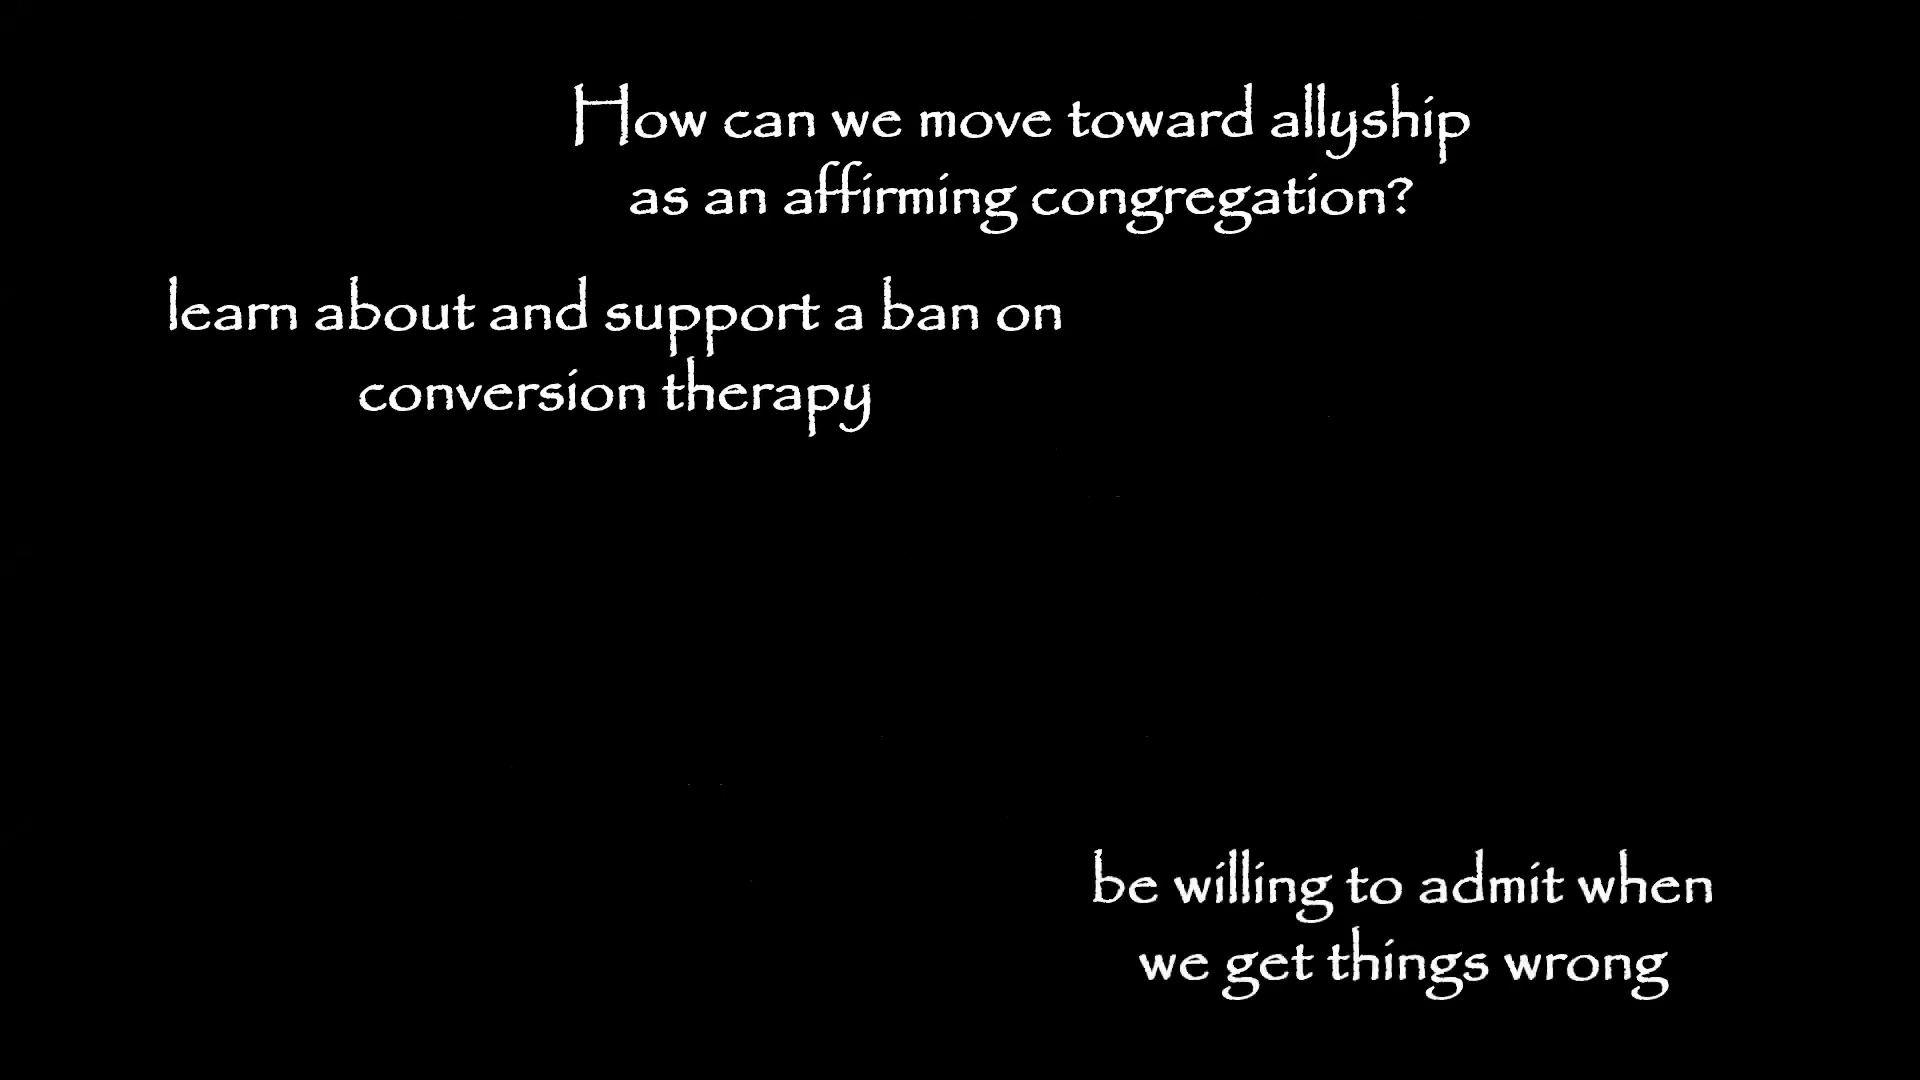 How can we move toward allyship
as an affirming congregation?
learn about and support a ban on
conversion therapy
be willing to admit when
we get things wrong